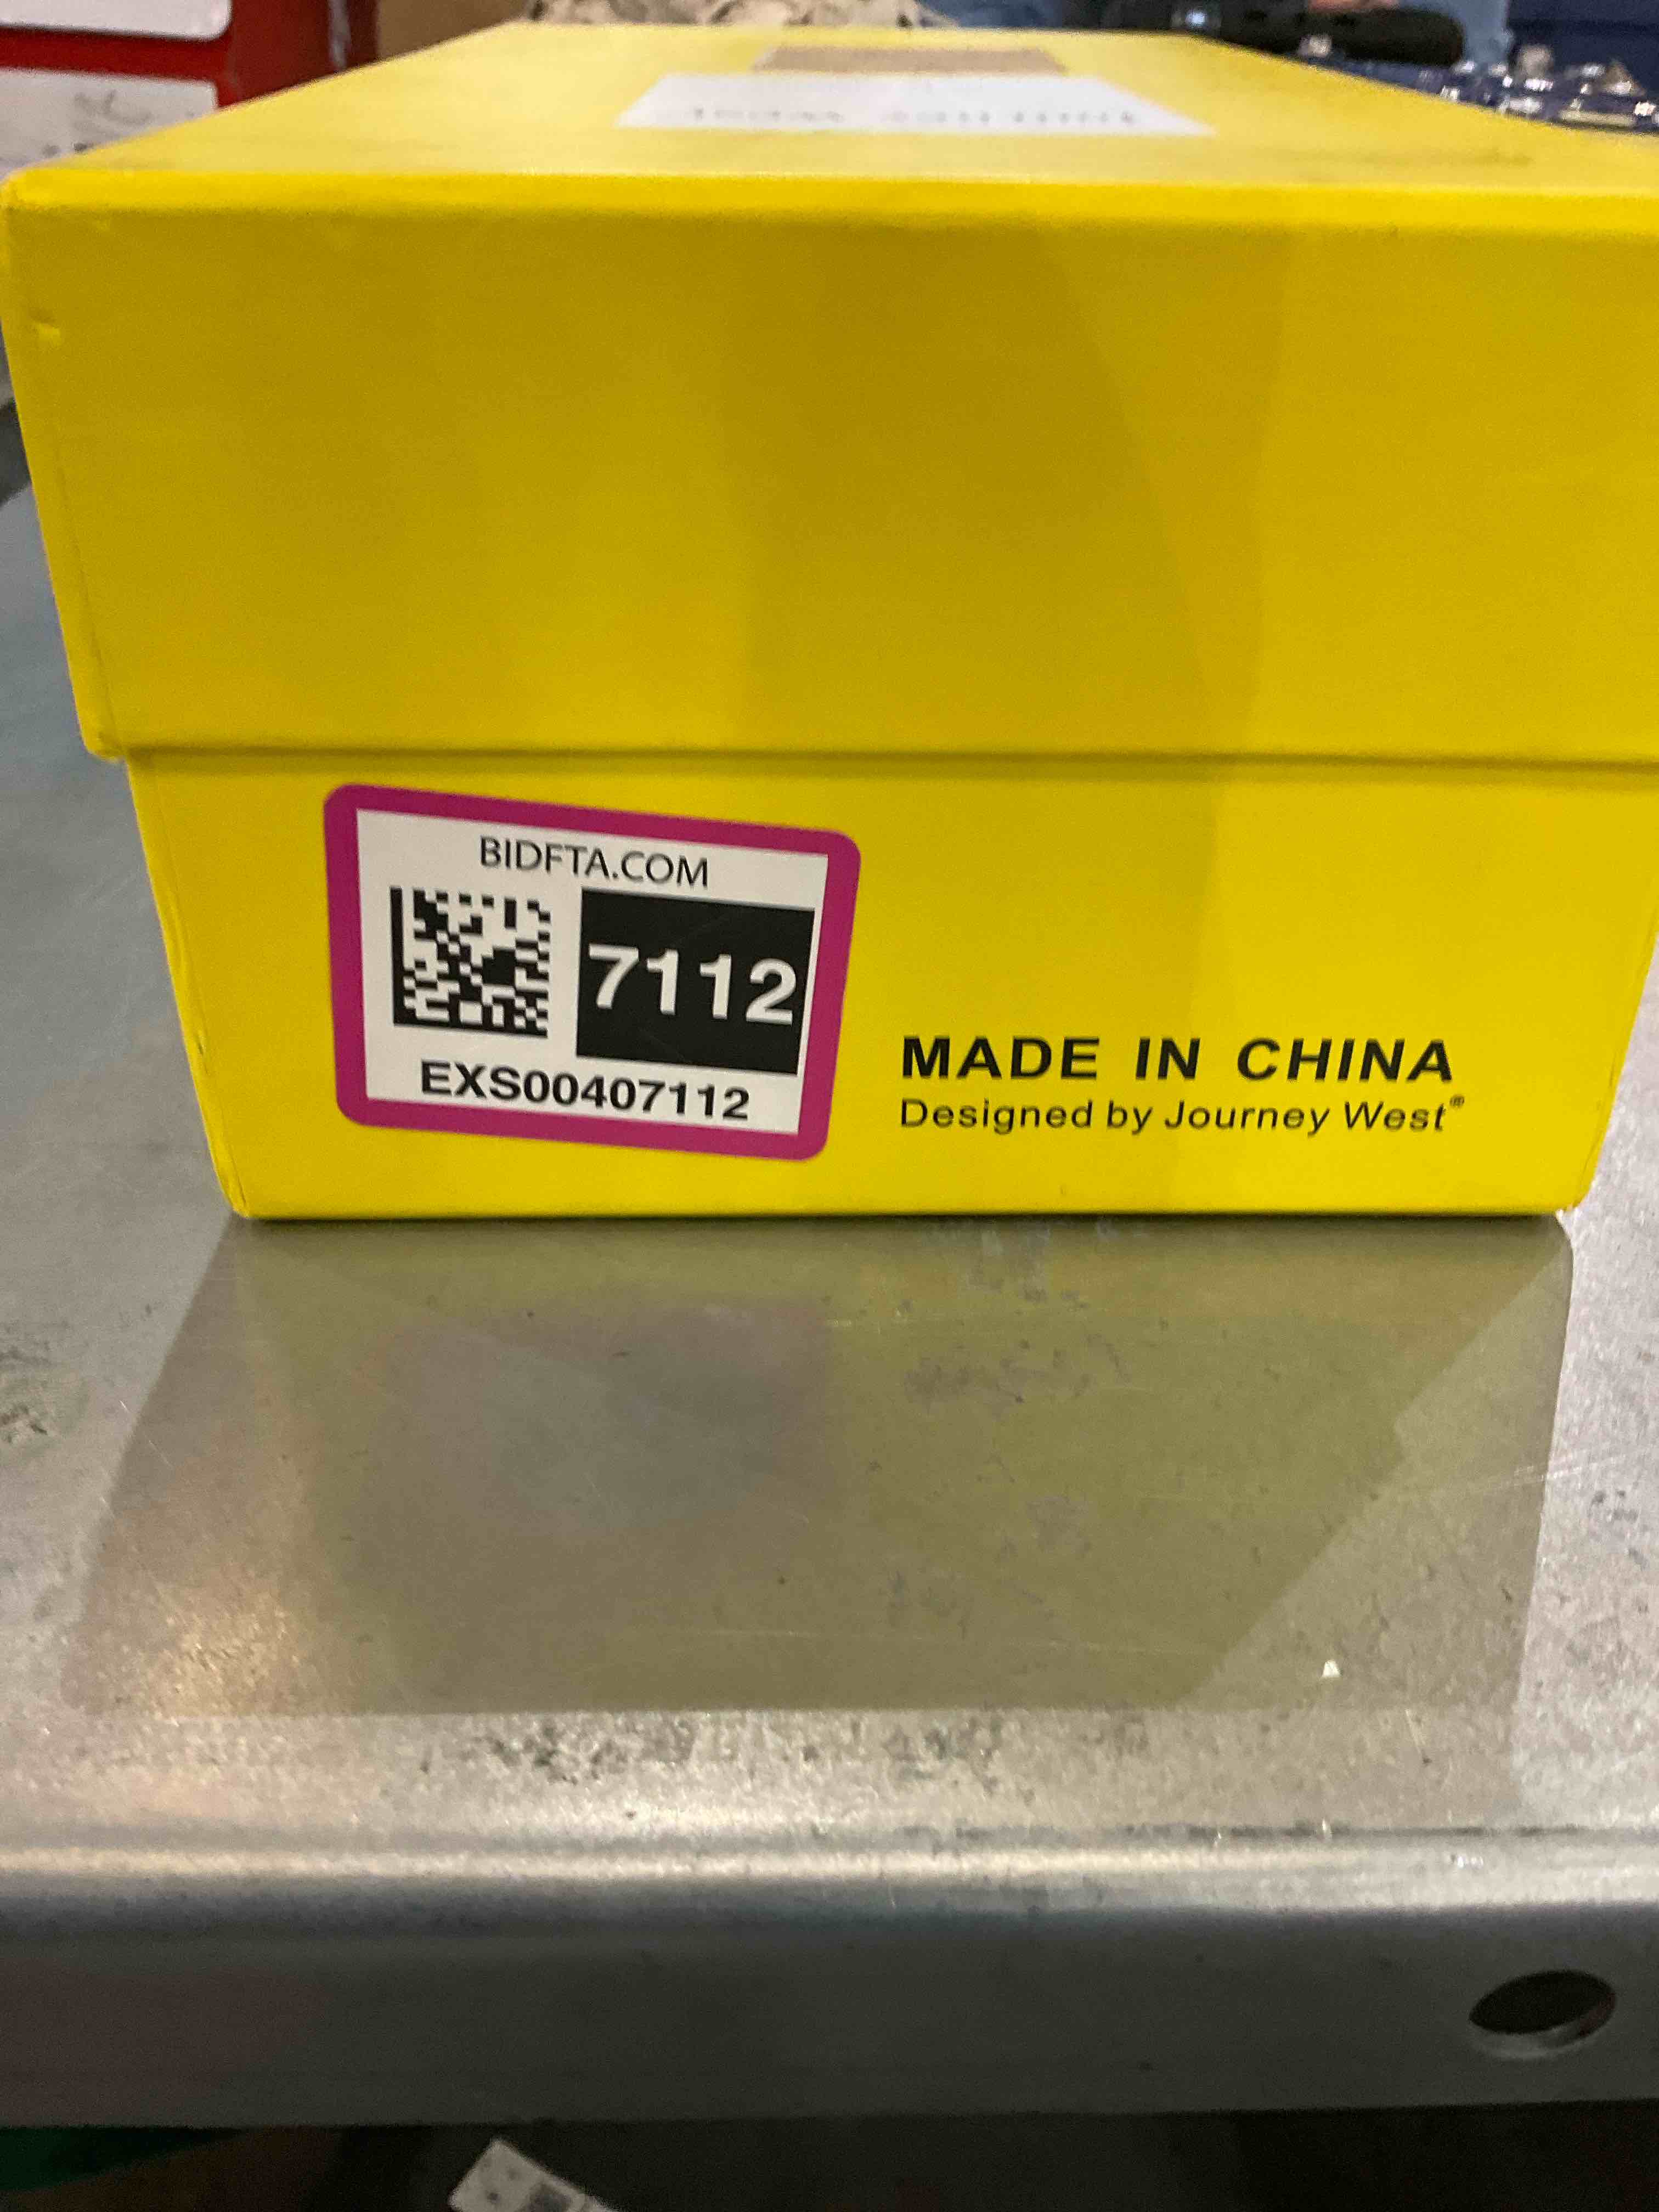 BIDFTA.COM
7112
EXS00407112
MADE IN CHINA
Designed by Journey West®